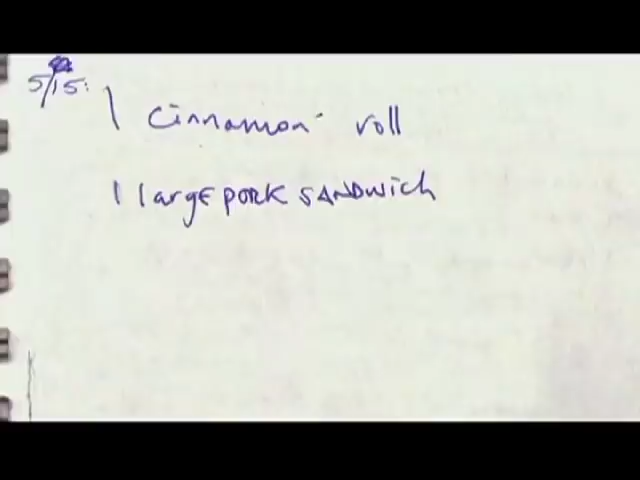 5/15:
1 cinnamon roll
1 large pork sandwich